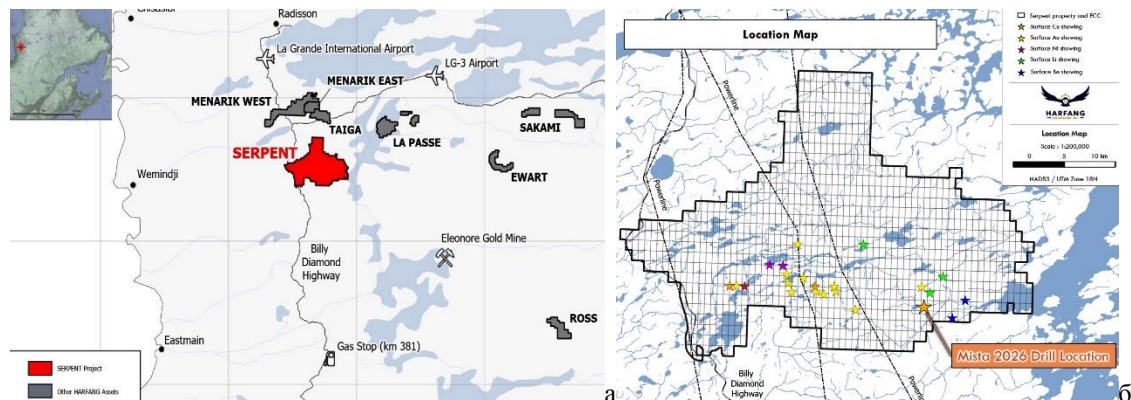 Chisasibi
Radisson
La Grande International Airport
LG-3 Airport
MENARIK EAST
MENARIK WEST
TAIGA
LA PASSE
SAKAMI
SERPENT
EWART
Wemindji
Billy
Diamond
Highway
Eleonore Gold Mine
ROSS
Eastmain
Gas Stop (km 381)
SERPENT Project
Other HARFANG Assets
а
Location Map
Serpent property and ECC
Surface Cu showing
Surface Au showing
Surface Ni showing
Surface Li showing
Surface Be showing
HARFANG
Location Map
Scale : 1:200,000
0 5 10 km
NAD83 / UTM Zone 18N
Powerline
Powerline
Powerline
Mista 2026 Drill Location
Billy
Diamond
Highway
б